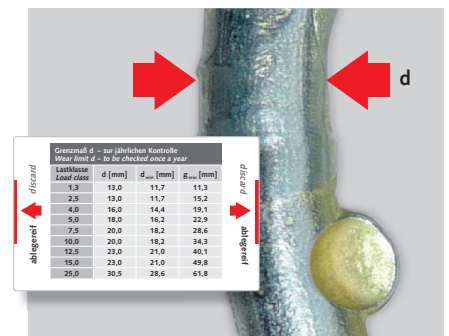 d
Grenzmaß d – zur jährlichen Kontrolle
Wear limit d – to be checked once a year
Lastklasse d [mm] d min [mm] g min [mm]
Load class
1,3 13,0 11,7 11,3
2,5 13,0 11,7 15,2
4,0 16,0 14,4 19,1
5,0 18,0 16,2 22,9
7,5 20,0 18,2 28,6
10,0 20,0 18,2 34,3
12,5 23,0 21,0 40,1
15,0 23,0 21,0 49,8
25,0 30,5 28,6 61,8
discard
ablegereif
discard
ablegereif